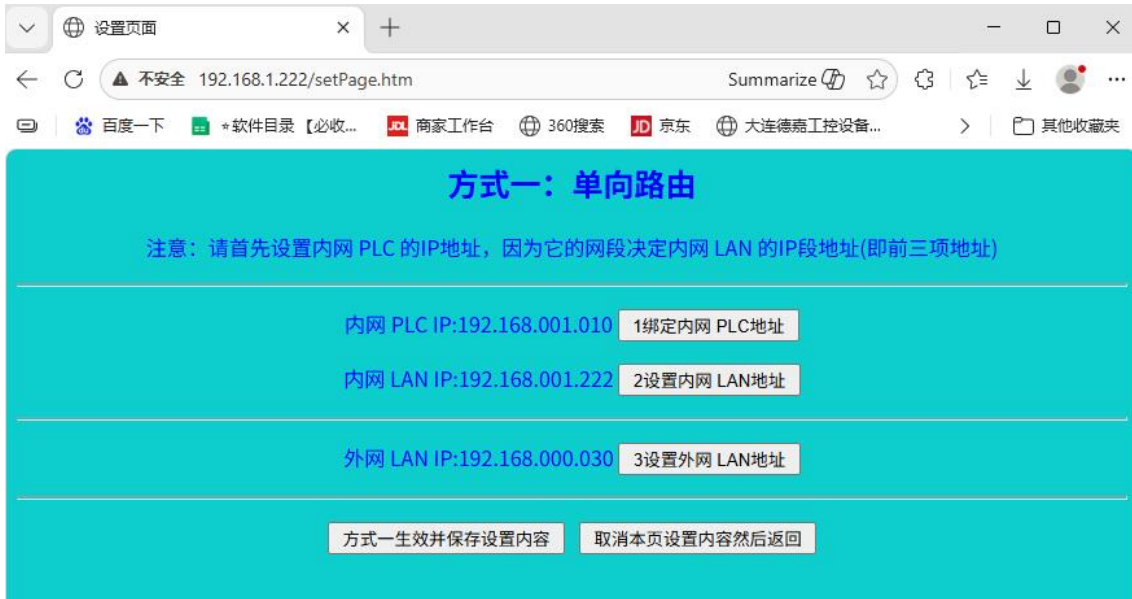 设置页面
不安全 192.168.1.222/setPage.htm Summarize
百度一下 *软件目录【必收... JDL 商家工作台 360搜索 JD 京东 大连德嘉工控设备... 其他收藏夹
方式一：单向路由
注意：请首先设置内网 PLC 的IP地址，因为它的网段决定内网 LAN 的IP段地址(即前三项地址)
内网 PLC IP:192.168.001.010 1绑定内网 PLC地址
内网 LAN IP:192.168.001.222 2设置内网 LAN地址
外网 LAN IP:192.168.000.030 3设置外网 LAN地址
方式一生效并保存设置内容 取消本页设置内容然后返回